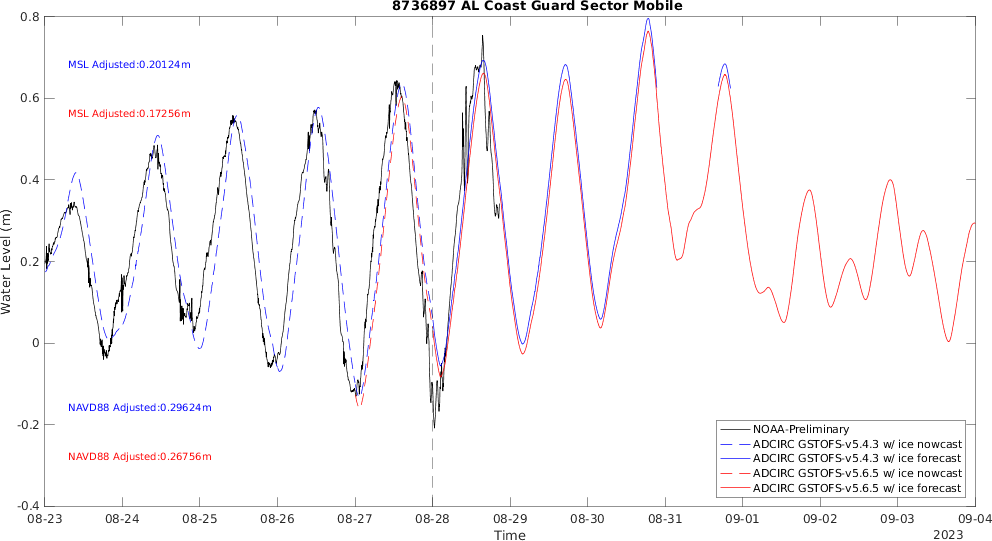 8736897 AL Coast Guard Sector Mobile
0.8
0.6
0.4
0.2
0
-0.2
-0.4
Water Level (m)
MSL Adjusted:0.20124m
MSL Adjusted:0.17256m
NAVD88 Adjusted:0.29624m
NAVD88 Adjusted:0.26756m
NOAA-Preliminary
ADCIRC GSTOFS-v5.4.3 w/ ice nowcast
ADCIRC GSTOFS-v5.4.3 w/ ice forecast
ADCIRC GSTOFS-v5.6.5 w/ ice nowcast
ADCIRC GSTOFS-v5.6.5 w/ ice forecast
08-23 08-24 08-25 08-26 08-27 08-28 08-29 08-30 08-31 09-01 09-02 09-03 09-04
Time
2023